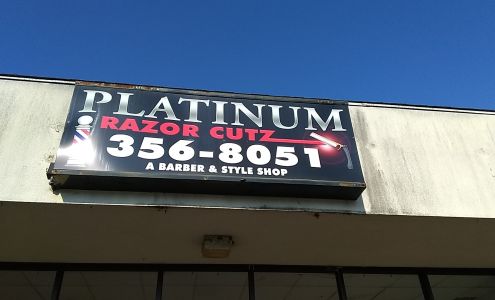 PLATINUM
RAZOR CUTZ
356-8051
A BARBER & STYLE SHOP